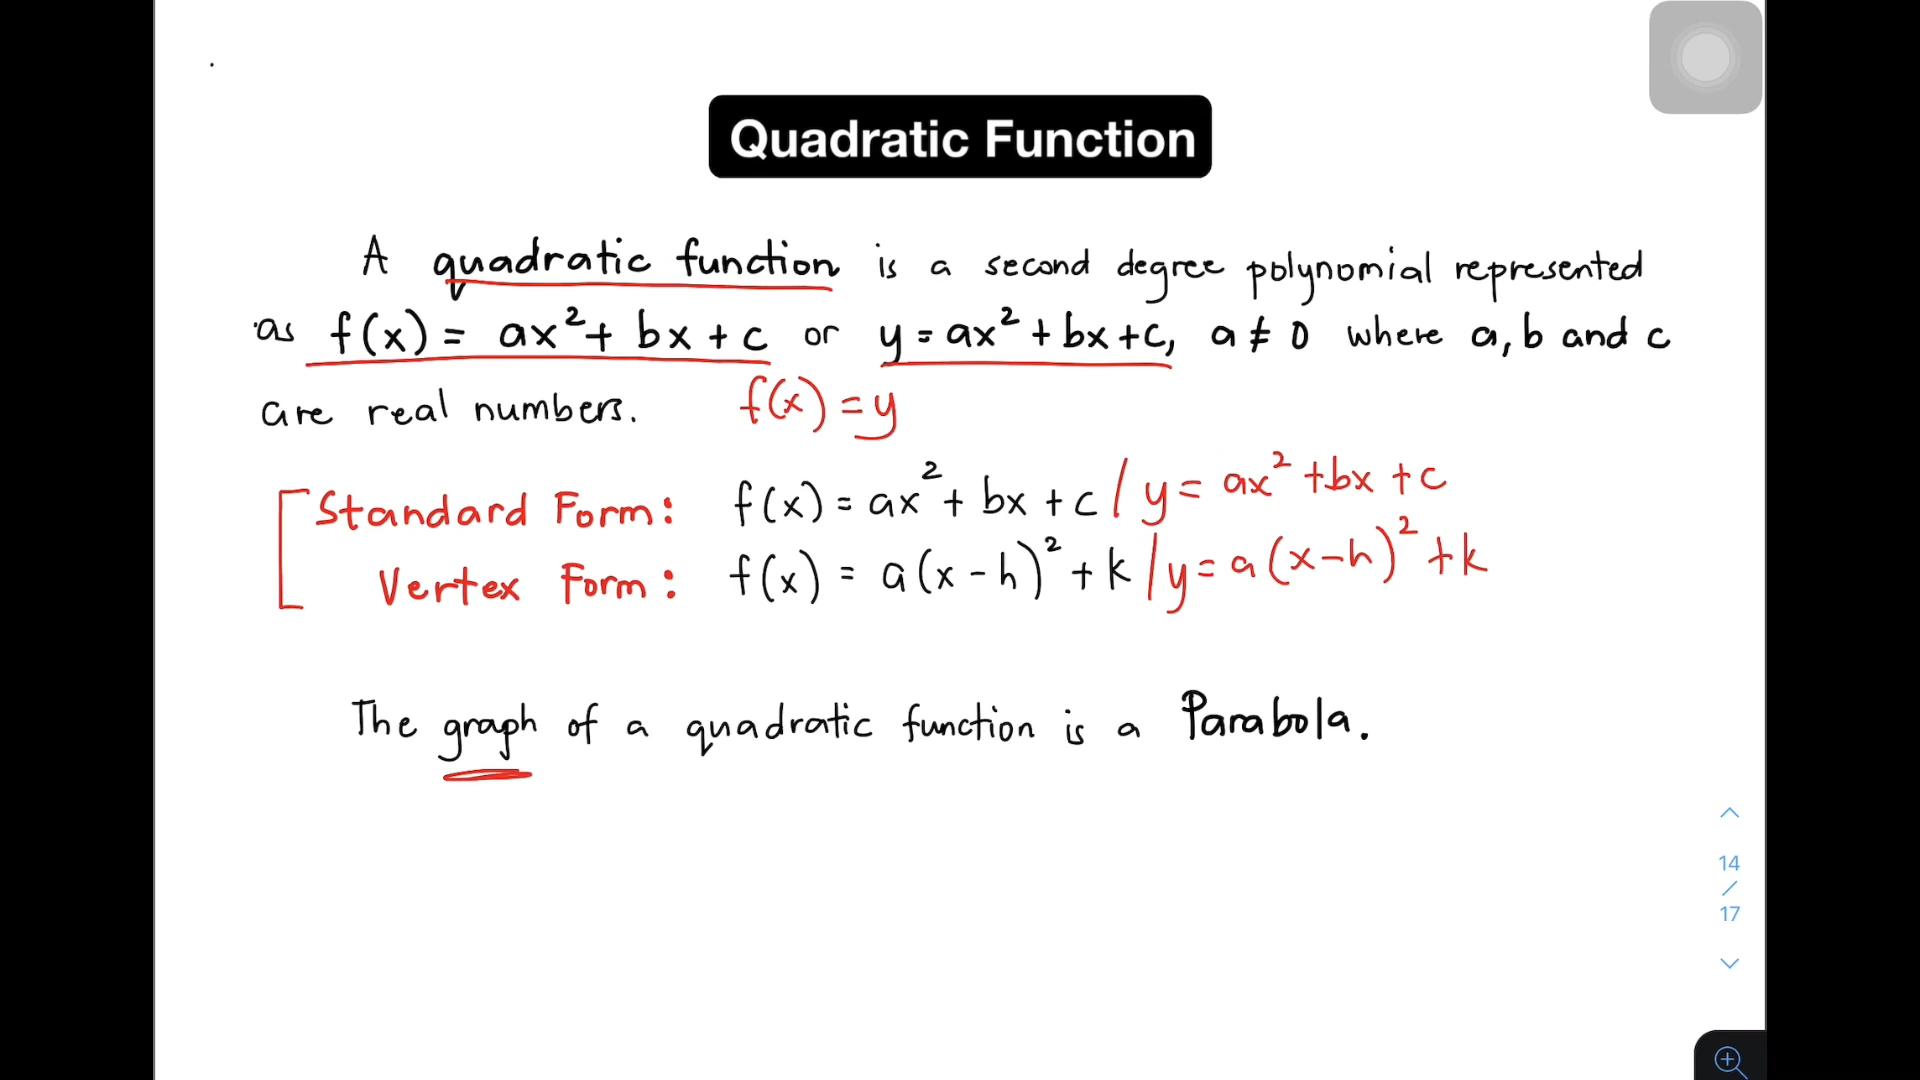 Quadratic Function
A quadratic function is a second degree polynomial represented
as f(x) = ax² + bx + c or y = ax² + bx + c, a ≠ 0 where a, b and c
are real numbers. f(x) = y
Standard Form: f(x) = ax² + bx + c / y = ax² + bx + c
Vertex Form: f(x) = a(x - h)² + k / y = a(x - h)² + k
The graph of a quadratic function is a Parabola.
14
/
17